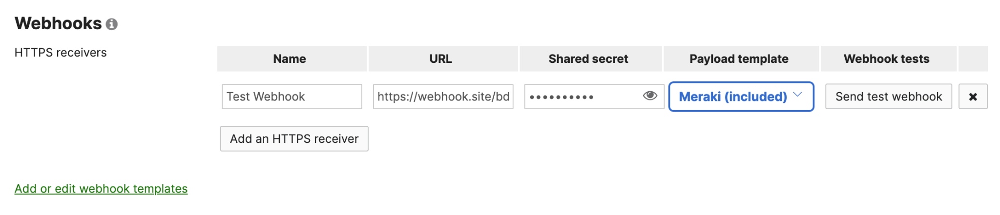 Webhooks
HTTPS receivers
Name URL Shared secret Payload template Webhook tests
Test Webhook https://webhook.site/bd •••••••••• Meraki (included) Send test webhook
Add an HTTPS receiver
Add or edit webhook templates